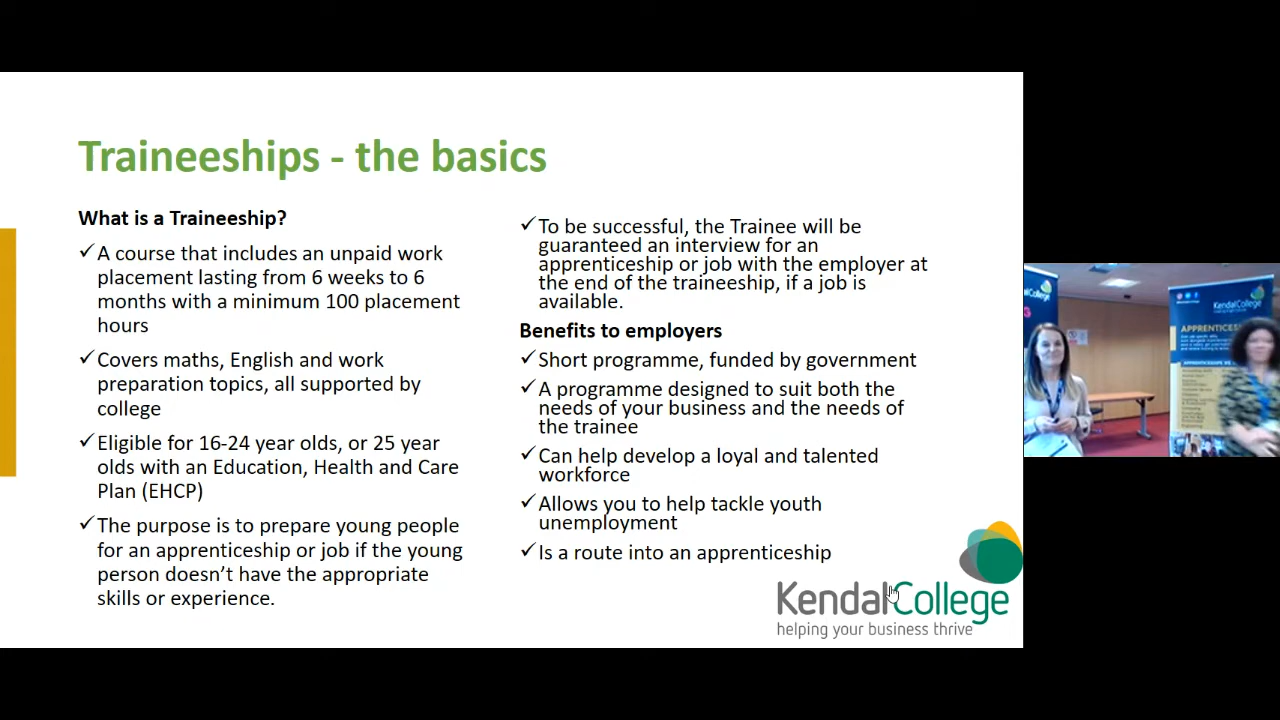 Traineeships - the basics
What is a Traineeship?
✓A course that includes an unpaid work
placement lasting from 6 weeks to 6
months with a minimum 100 placement
hours
✓Covers maths, English and work
preparation topics, all supported by
college
✓Eligible for 16-24 year olds, or 25 year
olds with an Education, Health and Care
Plan (EHCP)
✓The purpose is to prepare young people
for an apprenticeship or job if the young
person doesn’t have the appropriate
skills or experience.
✓To be successful, the Trainee will be
guaranteed an interview for an
apprenticeship or job with the employer at
the end of the traineeship, if a job is
available.
Benefits to employers
✓Short programme, funded by government
✓A programme designed to suit both the
needs of your business and the needs of
the trainee
✓Can help develop a loyal and talented
workforce
✓Allows you to help tackle youth
unemployment
✓Is a route into an apprenticeship
KendalCollege
helping your business thrive
College
KendalCollege